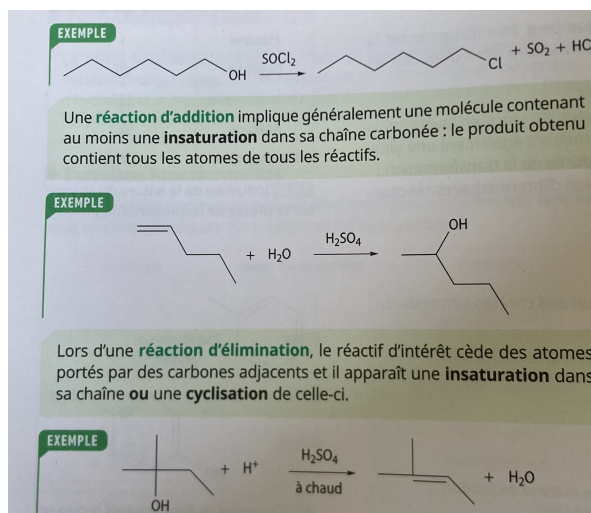 EXEMPLE
OH
SOCl₂
Cl
+ SO₂ + HC
Une réaction d'addition implique généralement une molécule contenant
au moins une insaturation dans sa chaîne carbonée : le produit obtenu
contient tous les atomes de tous les réactifs.
EXEMPLE
+ H₂O
H₂SO₄
OH
Lors d'une réaction d'élimination, le réactif d'intérêt cède des atomes
portés par des carbones adjacents et il apparaît une insaturation dans
sa chaîne ou une cyclisation de celle-ci.
EXEMPLE
OH
+ H⁺
H₂SO₄
à chaud
+ H₂O